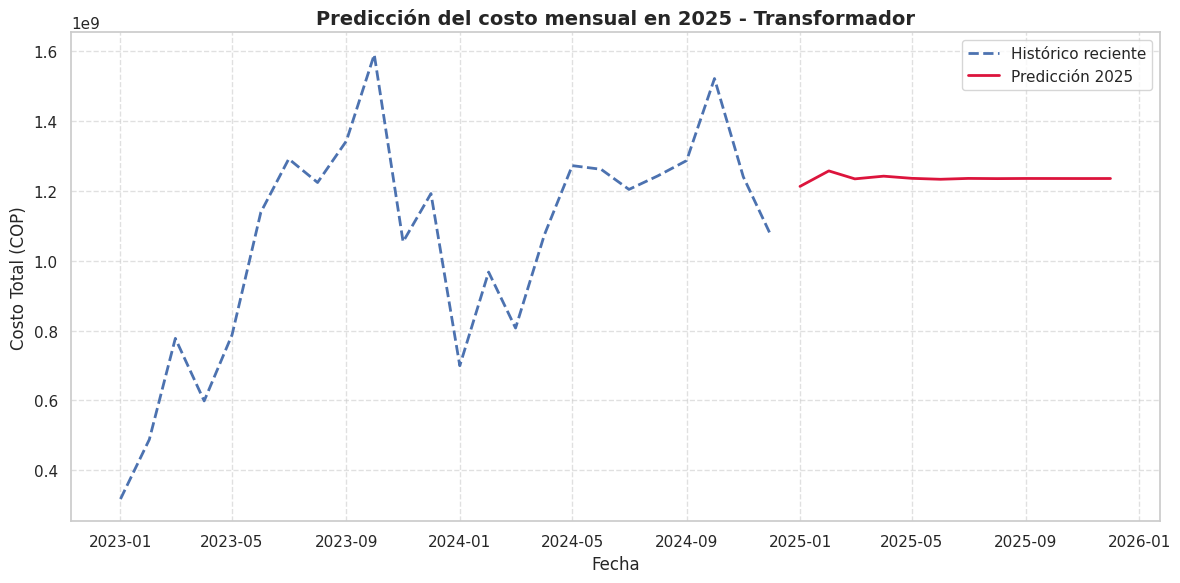 Predicción del costo mensual en 2025 - Transformador
1e9
Histórico reciente
Predicción 2025
Costo Total (COP)
1.6
1.4
1.2
1.0
0.8
0.6
0.4
2023-01 2023-05 2023-09 2024-01 2024-05 2024-09 2025-01 2025-05 2025-09 2026-01
Fecha